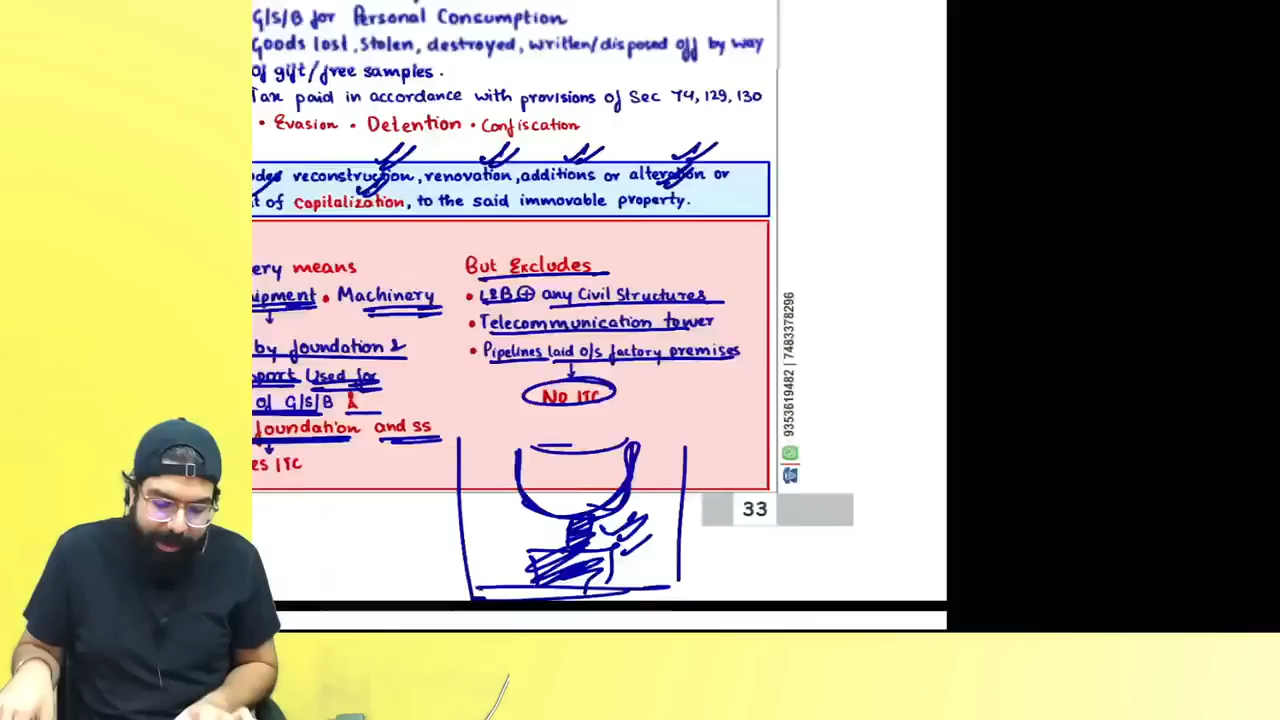 G/S/B for Personal Consumption
Goods lost, Stolen, destroyed, written/disposed off by way
of gift/free samples.
Tax paid in accordance with provisions of Sec 74, 129, 130
• Evasion • Detention • Confiscation
des reconstruction, renovation, additions or alteration or
t of capitalization, to the said immovable property.
ery means
uipment • Machinery
by foundation &
pport Used for
of G/S/B &
foundation and ss
es ITC
But Excludes
• L&B ⊕ any Civil Structures
• Telecommunication tower
• Pipelines laid o/s factory premises
No ITC
33
9353619482 | 7483378296